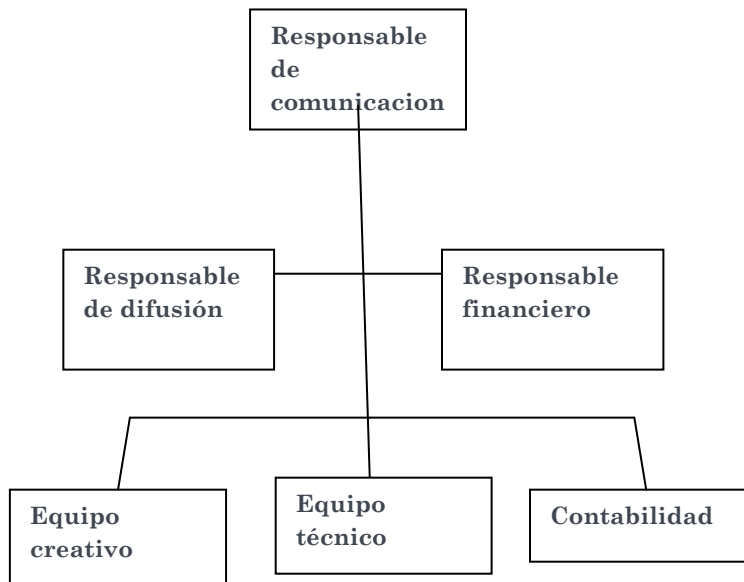 Responsable
de
comunicacion
Responsable
de difusión
Responsable
financiero
Equipo
creativo
Equipo
técnico
Contabilidad